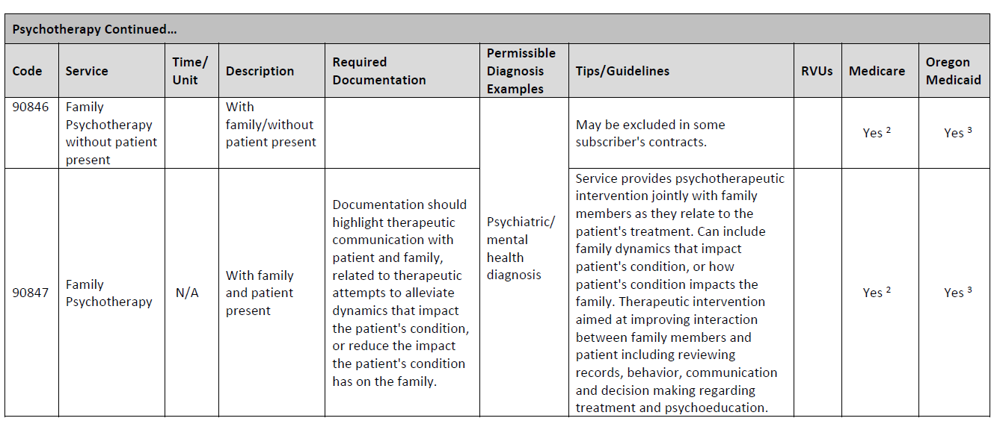 Psychotherapy Continued…
Code
Service
Time/
Unit
Description
Required
Documentation
Permissible
Diagnosis
Examples
Tips/Guidelines
RVUs
Medicare
Oregon
Medicaid
90846
Family
Psychotherapy
without patient
present
With
family/without
patient present
May be excluded in some
subscriber's contracts.
Yes ²
Yes ³
90847
Family
Psychotherapy
N/A
With family
and patient
present
Documentation should
highlight therapeutic
communication with
patient and family,
related to therapeutic
attempts to alleviate
dynamics that impact
the patient's condition,
or reduce the impact
the patient's condition
has on the family.
Psychiatric/
mental
health
diagnosis
Service provides psychotherapeutic
intervention jointly with family
members as they relate to the
patient's treatment. Can include
family dynamics that impact
patient's condition, or how
patient's condition impacts the
family. Therapeutic intervention
aimed at improving interaction
between family members and
patient including reviewing
records, behavior, communication
and decision making regarding
treatment and psychoeducation.
Yes ²
Yes ³